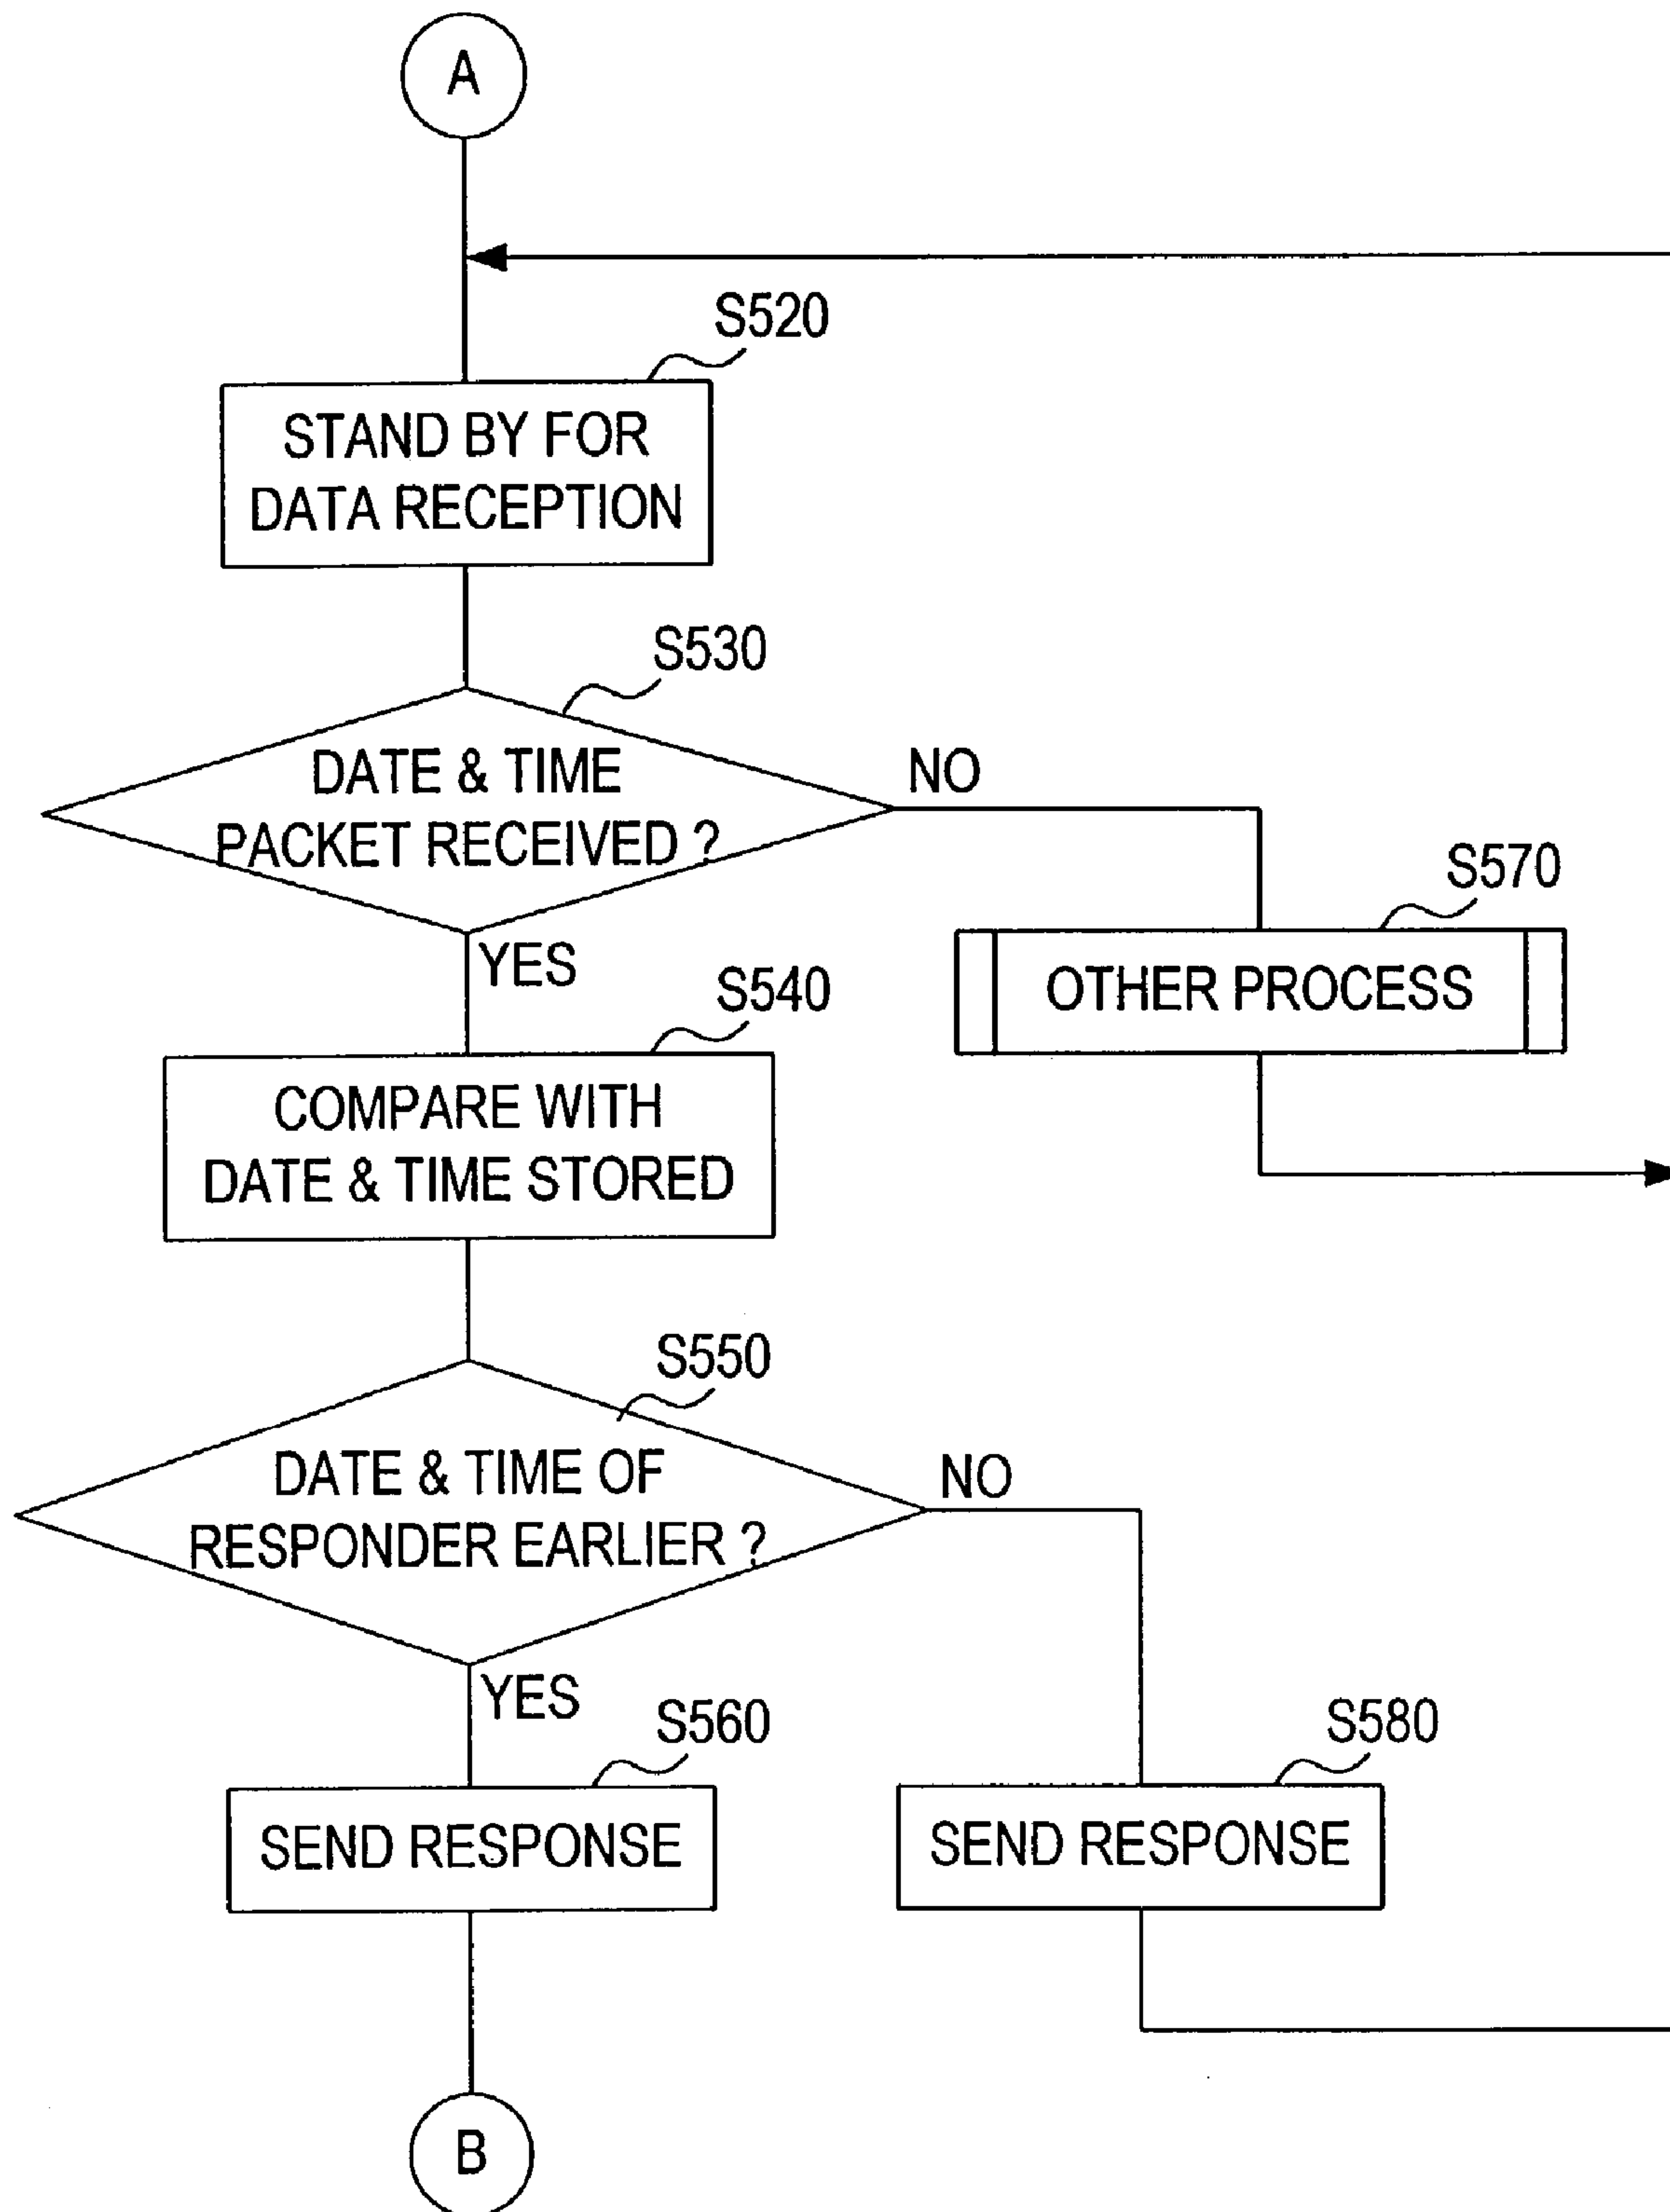 A
S520
STAND BY FOR
DATA RECEPTION
S530
DATE & TIME
PACKET RECEIVED ?
NO
YES
S570
OTHER PROCESS
S540
COMPARE WITH
DATE & TIME STORED
S550
DATE & TIME OF
RESPONDER EARLIER ?
NO
YES
S560
SEND RESPONSE
S580
SEND RESPONSE
B